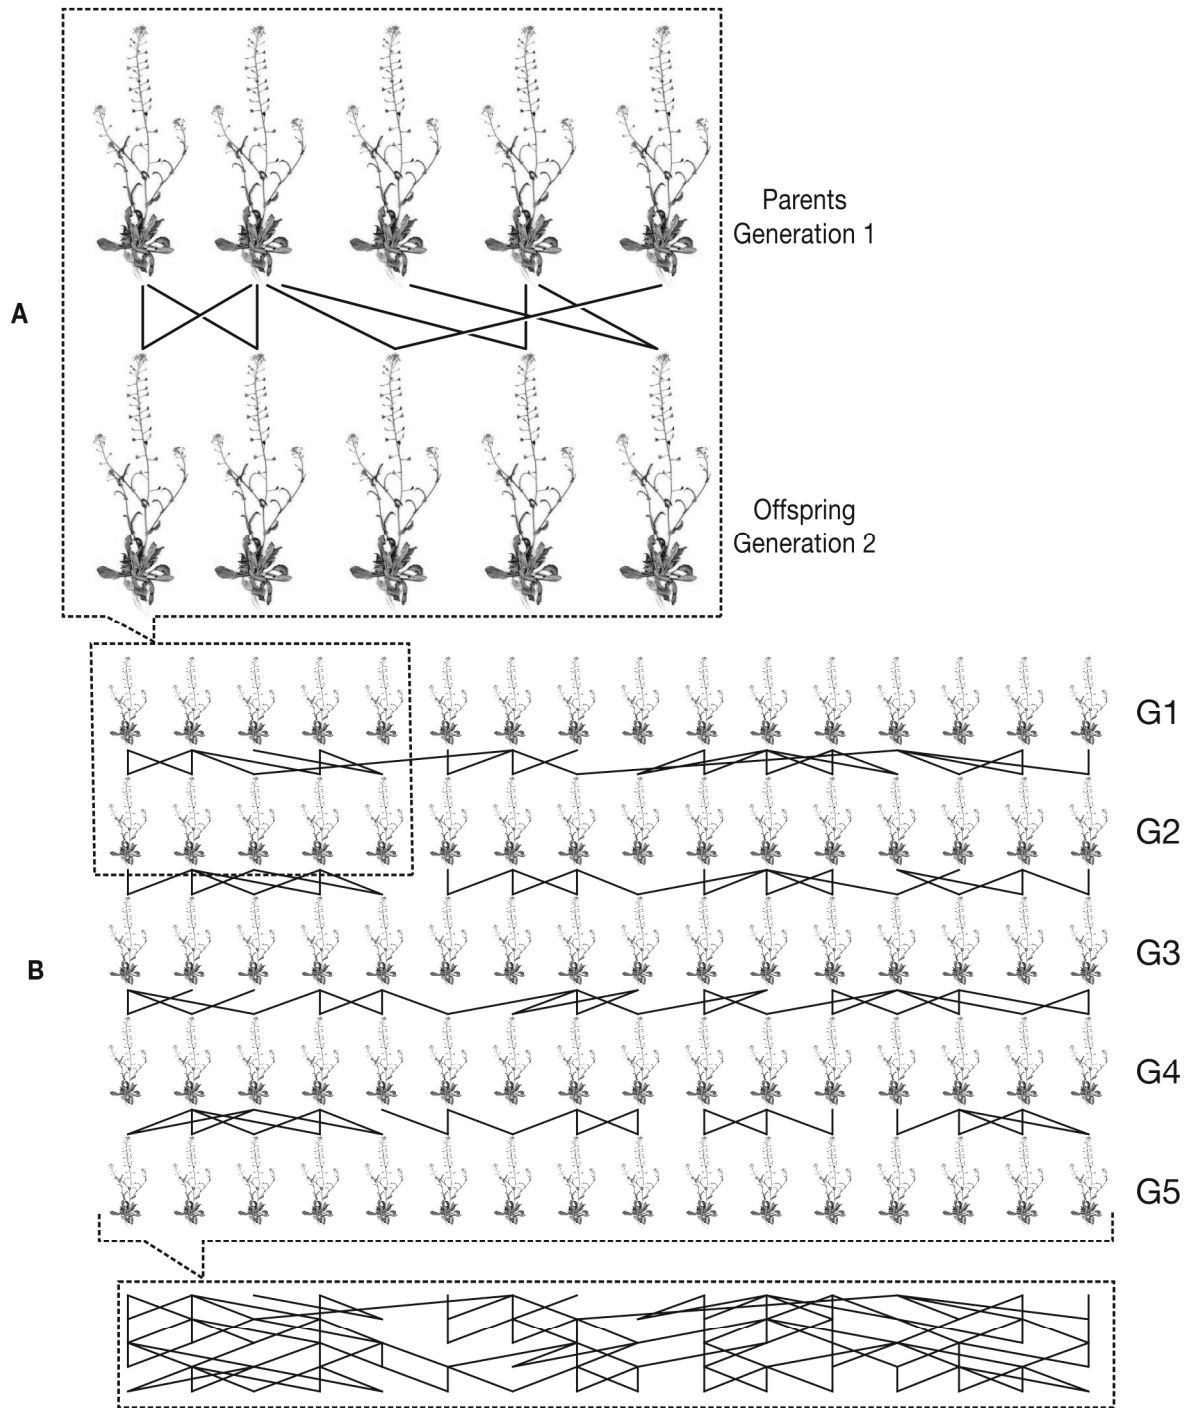 Parents
Generation 1
A
Offspring
Generation 2
G1
G2
B
G3
G4
G5